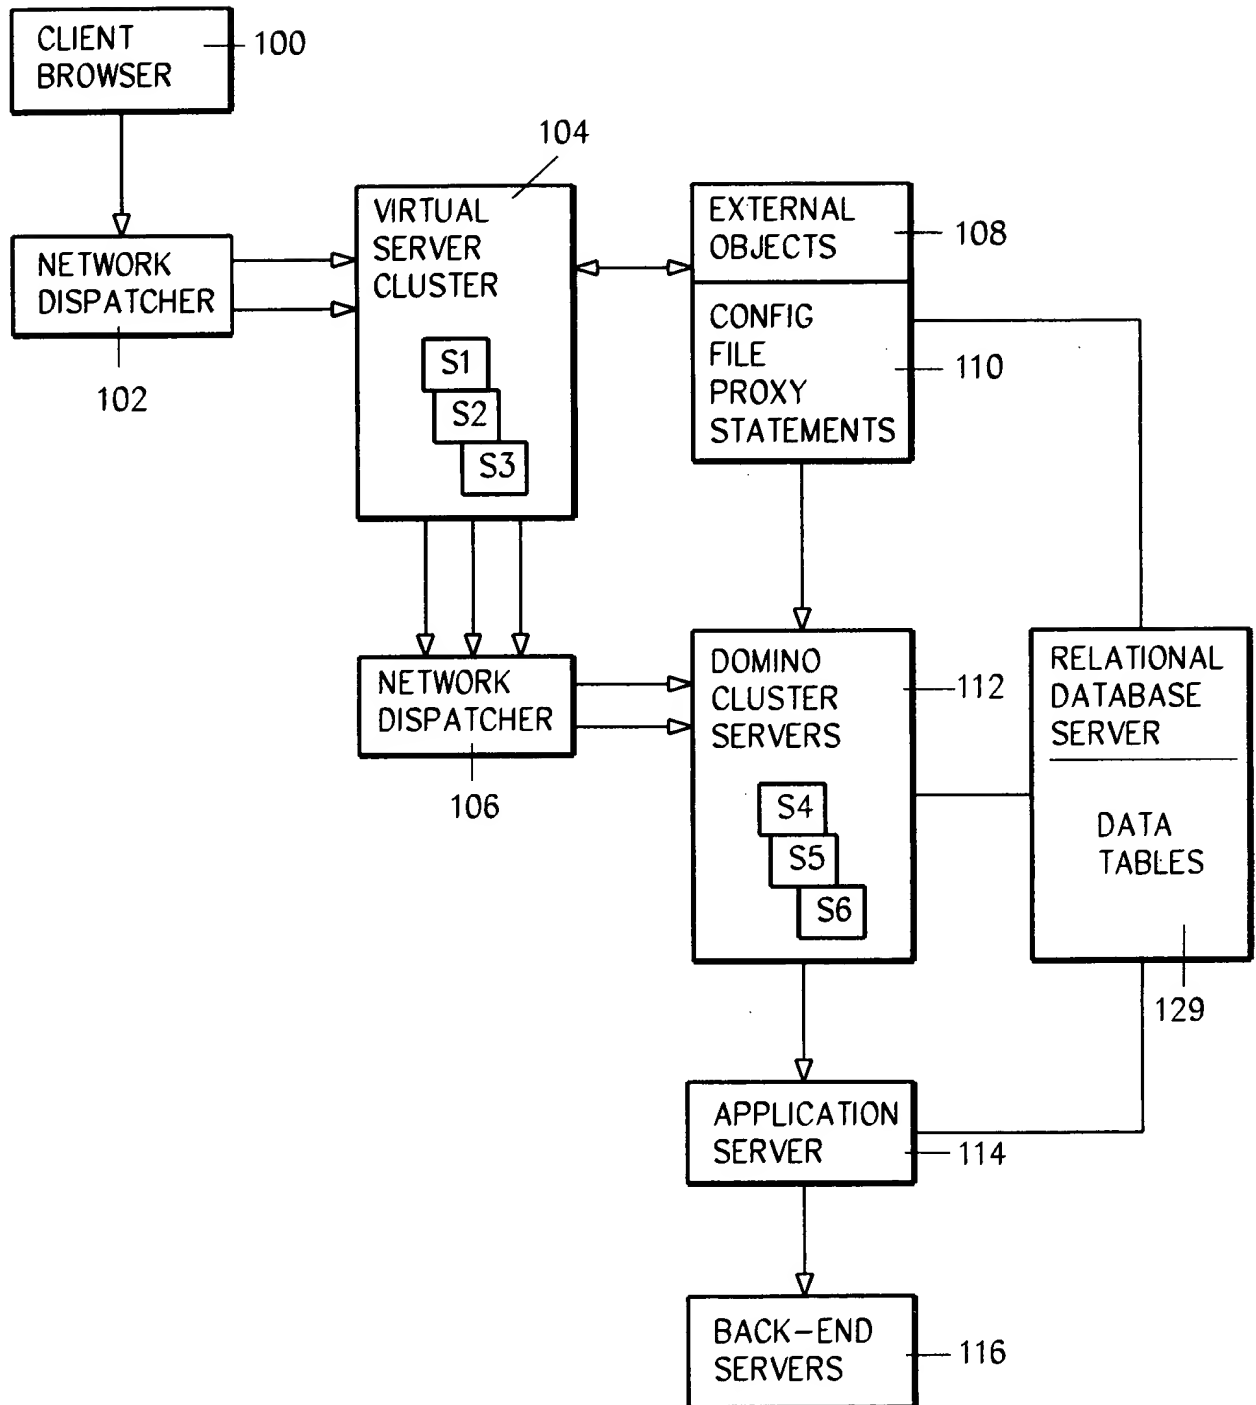 CLIENT
BROWSER
100
104
NETWORK
DISPATCHER
102
VIRTUAL
SERVER
CLUSTER
S1
S2
S3
EXTERNAL
OBJECTS
108
CONFIG
FILE
PROXY
STATEMENTS
110
NETWORK
DISPATCHER
106
DOMINO
CLUSTER
SERVERS
112
S4
S5
S6
RELATIONAL
DATABASE
SERVER
DATA
TABLES
129
APPLICATION
SERVER
114
BACK-END
SERVERS
116